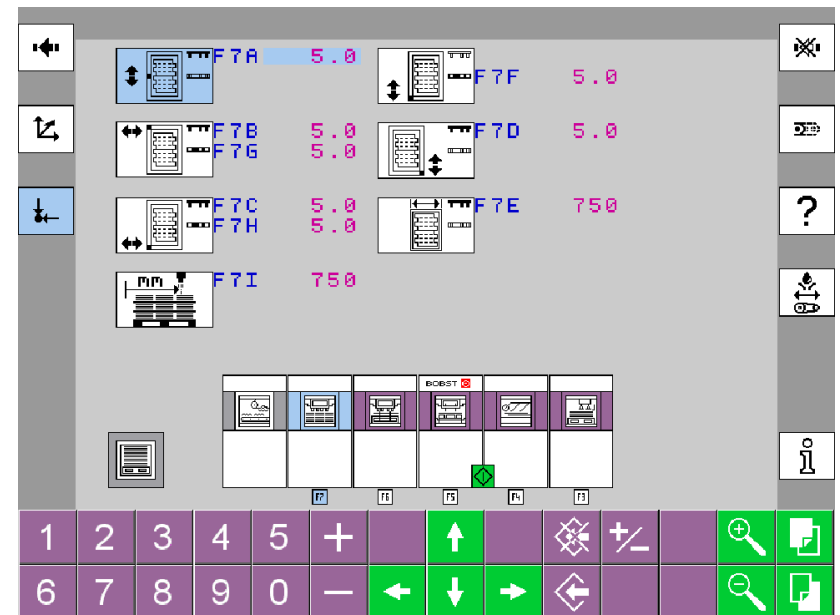 F7A 5.0
F7F 5.0
F7B 5.0
F7G 5.0
F7D 5.0
F7C 5.0
F7H 5.0
F7E 750
?
mm
F7I 750
BOBST
i
F7 F6 F5 F4 F3
1 2 3 4 5 + +/-
6 7 8 9 0 -